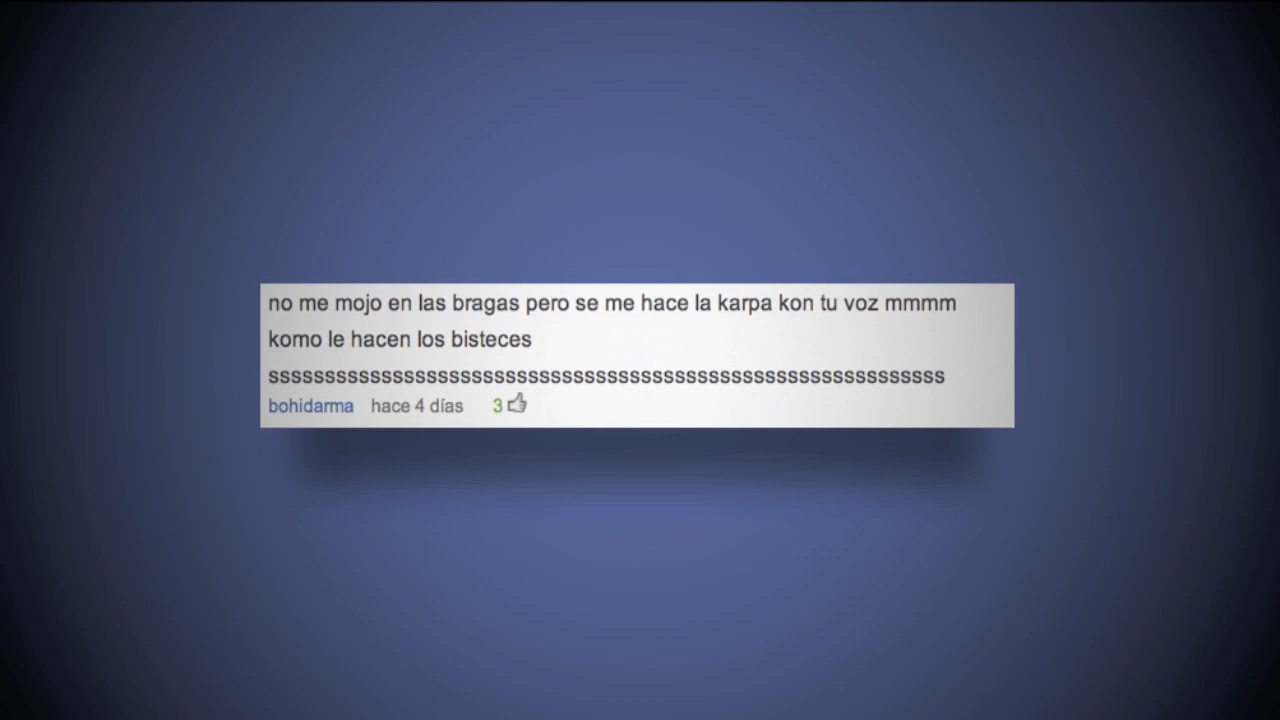 no me mojo en las bragas pero se me hace la karpa kon tu voz mmmm
komo le hacen los bisteces
sssssssssssssssssssssssssssssssssssssssssssssssssssssssssss
bohidarma hace 4 días 3